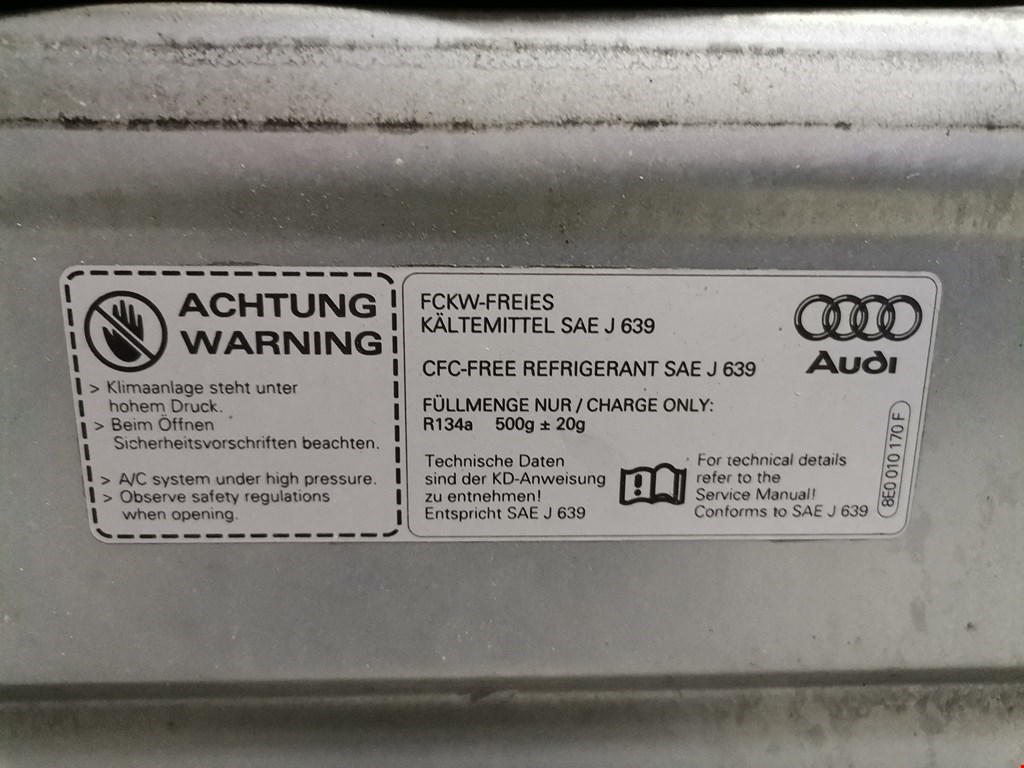 ACHTUNG
WARNING
> Klimaanlage steht unter
hohem Druck.
> Beim Öffnen
Sicherheitsvorschriften beachten.
> A/C system under high pressure.
> Observe safety regulations
when opening.
FCKW-FREIES
KÄLTEMITTEL SAE J 639
CFC-FREE REFRIGERANT SAE J 639
FÜLLMENGE NUR / CHARGE ONLY:
R134a 500g ± 20g
Technische Daten
sind der KD-Anweisung
zu entnehmen!
Entspricht SAE J 639
!
For technical details
refer to the
Service Manual!
Conforms to SAE J 639
Audi
8E0 010 170 F